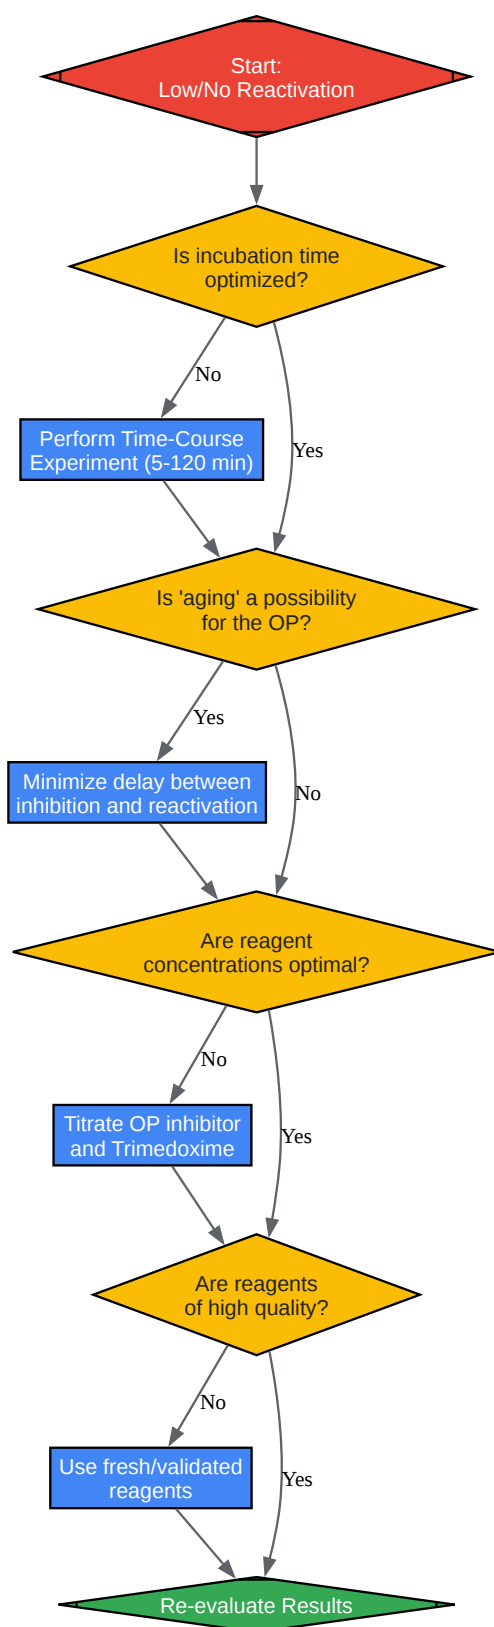 Start:
Low/No Reactivation
Is incubation time
optimized?
No
Yes
Perform Time-Course
Experiment (5-120 min)
Is 'aging' a possibility
for the OP?
Yes
No
Minimize delay between
inhibition and reactivation
Are reagent
concentrations optimal?
No
Yes
Titrate OP inhibitor
and Trimedoxime
Are reagents
of high quality?
No
Yes
Use fresh/validated
reagents
Re-evaluate Results